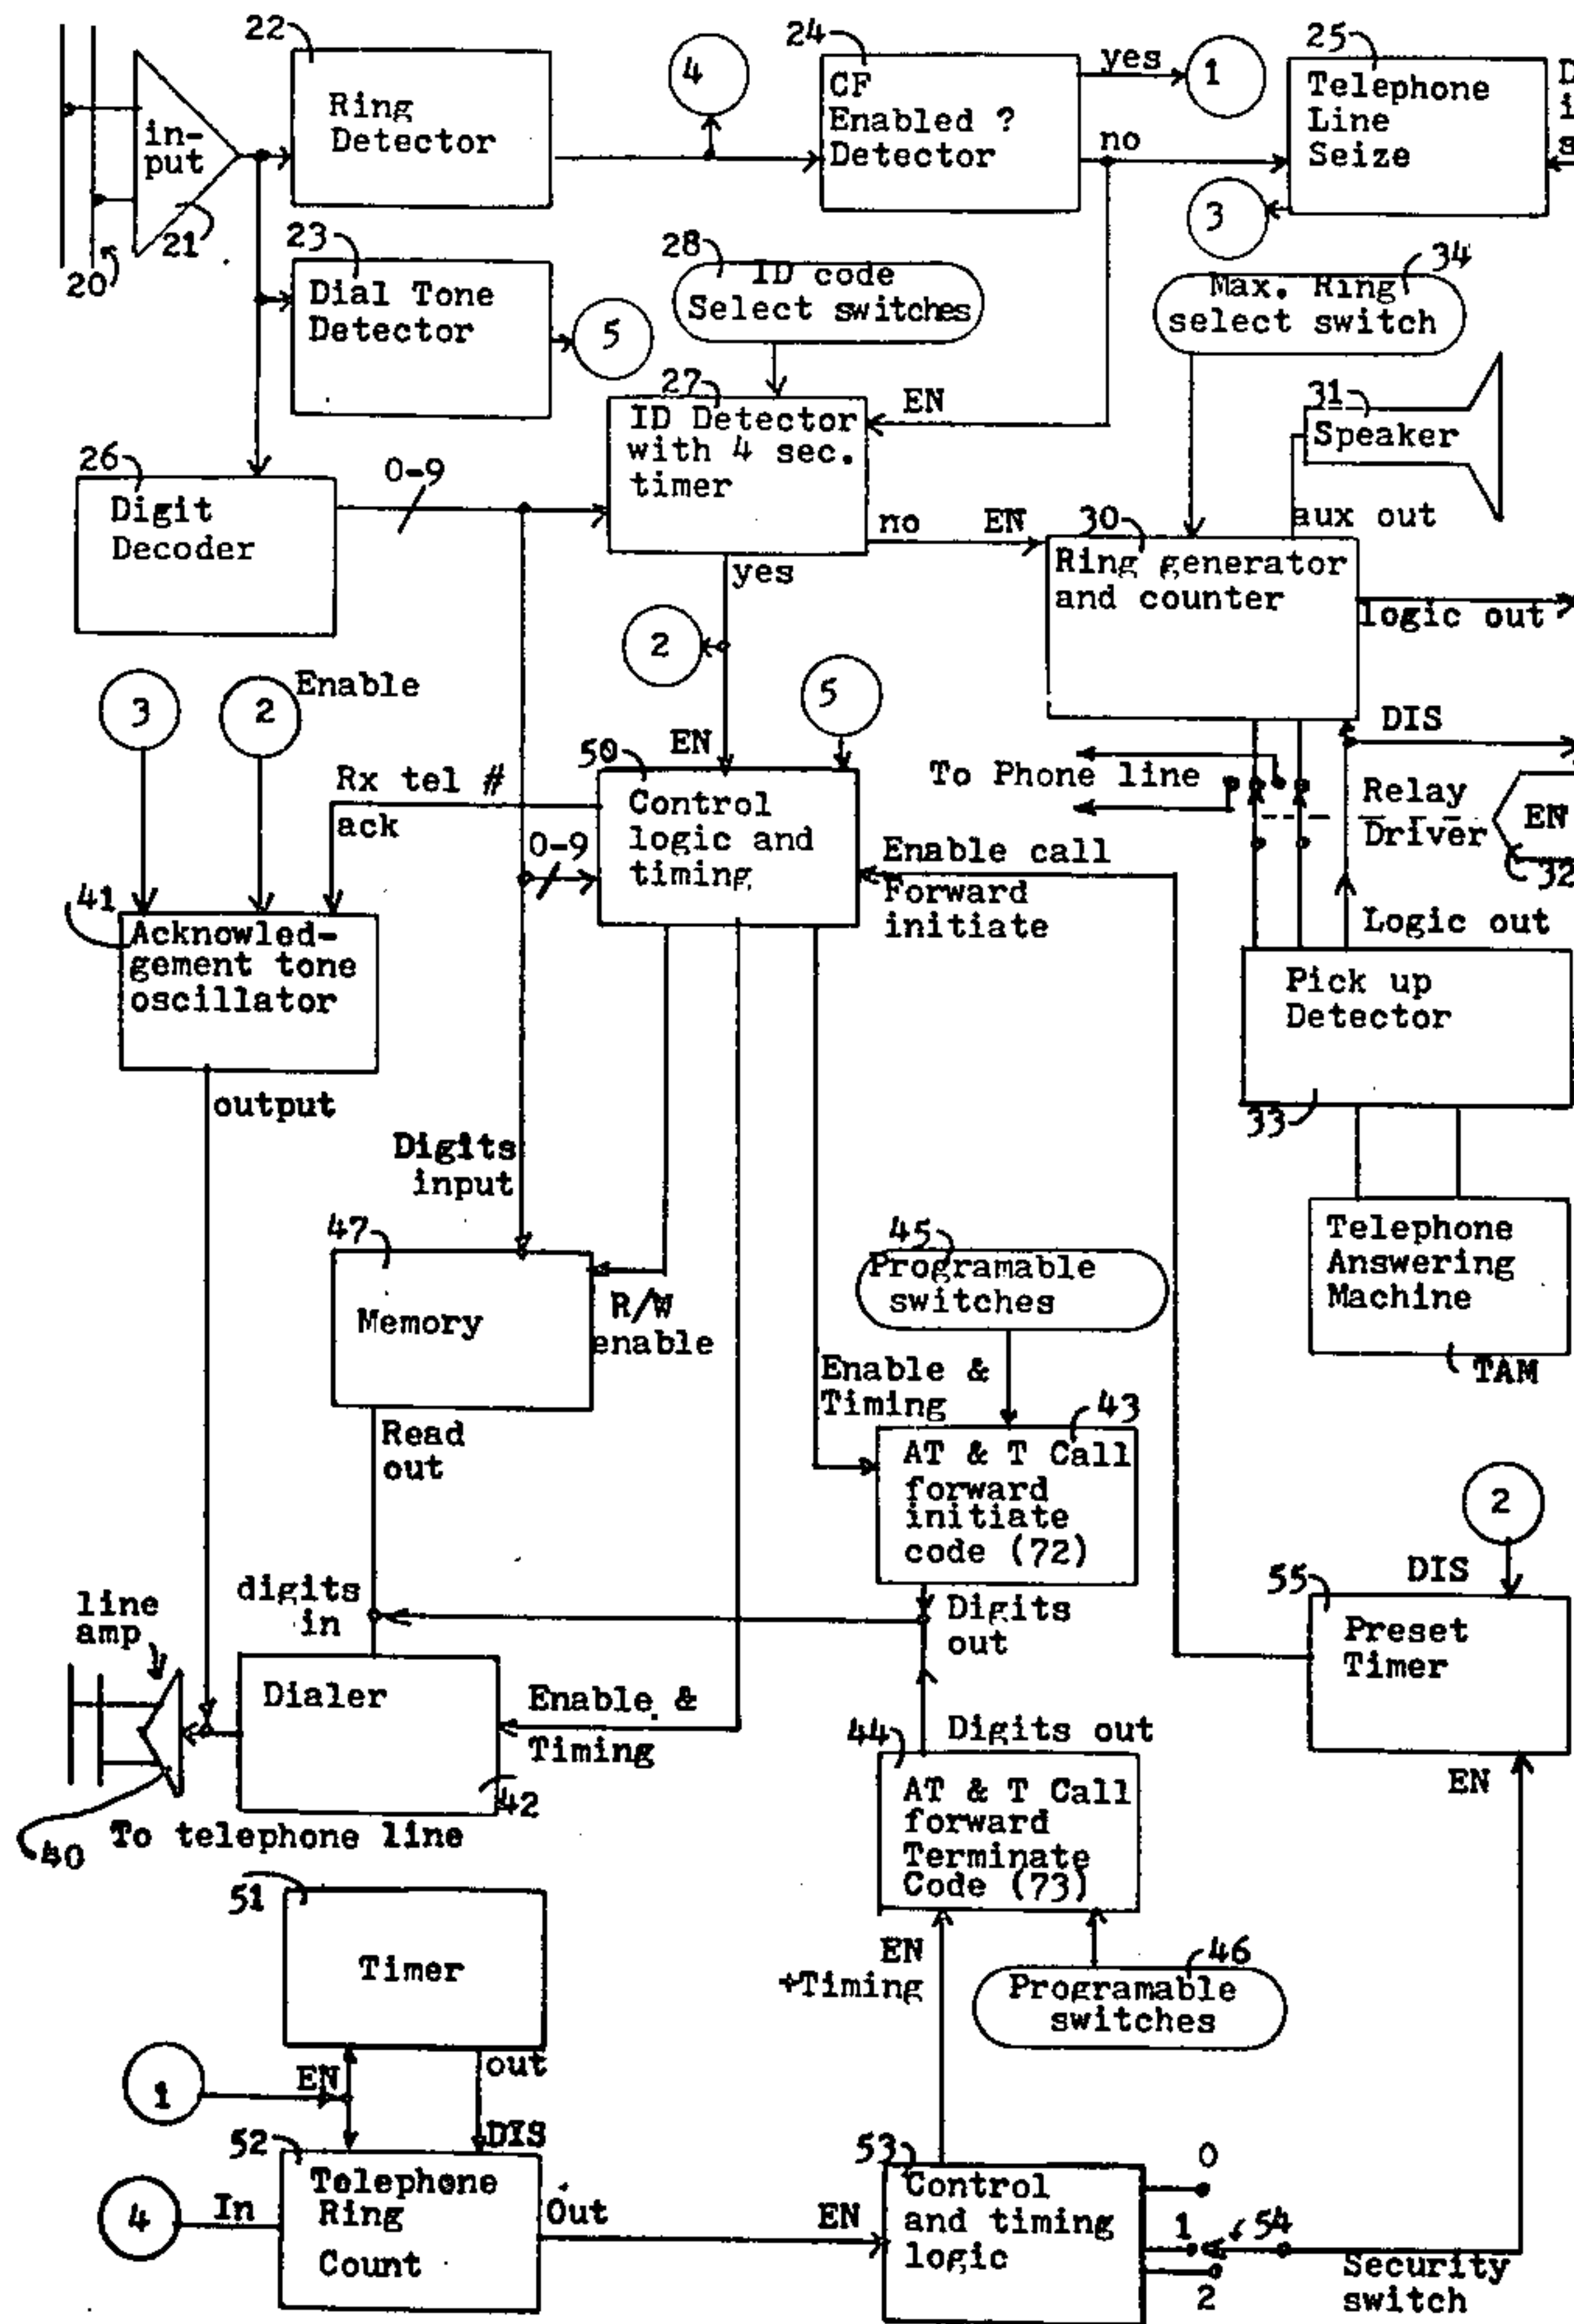 22
24
25
4
yes
1
D
Ring
Detector
CF
Enabled ?
Detector
Telephone
Line
Seize
i
s
in-
put
no
3
21
20
23
28
34
ID code
Select switches
Max. Ring
select switch
Dial Tone
Detector
5
27
EN
31
Speaker
ID Detector
with 4 sec.
timer
26
0-9
Digit
Decoder
no
EN
30
aux out
Ring generator
and counter
yes
logic out
2
3
2
Enable
5
DIS
EN
50
To Phone line
Rx tel #
ack
Control
logic and
timing
Relay
Driver
EN
32
0-9
Enable call
Forward
initiate
41
Acknowled-
gement tone
oscillator
Logic out
Pick up
Detector
output
33
Digits
input
47
45
Programable
switches
Telephone
Answering
Machine
Memory
R/W
enable
TAM
Enable &
Timing
43
Read
out
AT & T Call
forward
initiate
code (72)
2
DIS
55
digits
in
line
amp
Digits
out
Preset
Timer
Dialer
Enable &
Timing
44
Digits out
42
EN
AT & T Call
forward
Terminate
Code (73)
40
To telephone line
51
Timer
EN
+Timing
46
Programable
switches
out
1
EN
DIS
52
53
0
Telephone
Ring
Count
4
In
Out
EN
Control
and timing
logic
1
54
2
Security
switch